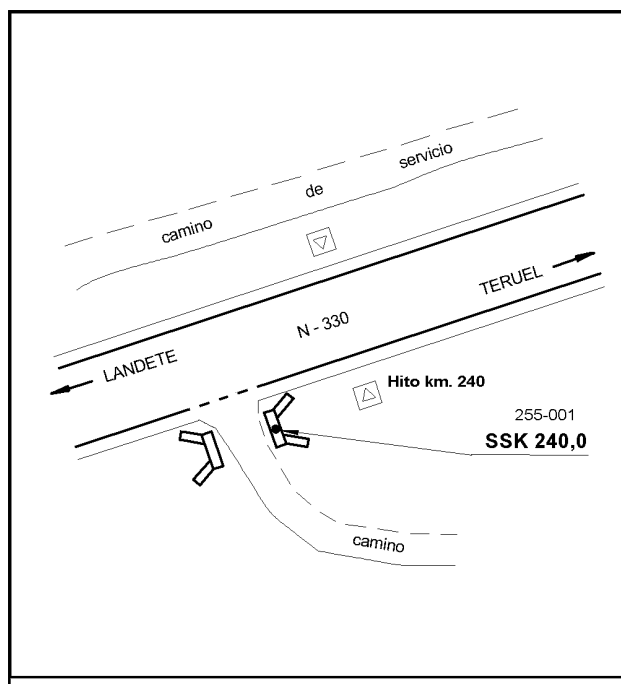 camino de servicio
TERUEL
N - 330
LANDETE
Hito km. 240
255-001
SSK 240,0
camino